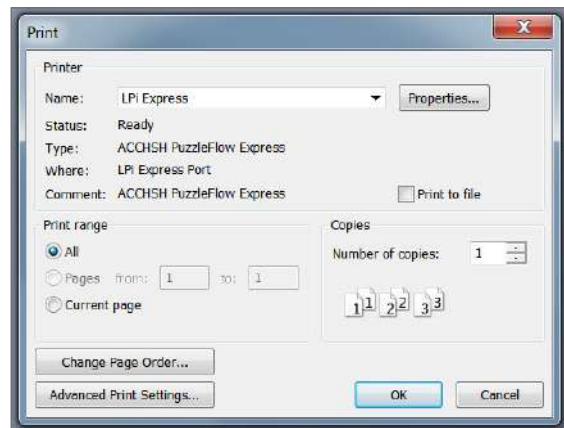 Print
Printer
Name: LPi Express Properties...
Status: Ready
Type: ACCHSH PuzzleFlow Express
Where: LPi Express Port
Comment: ACCHSH PuzzleFlow Express Print to file
Print range Copies
All Number of copies: 1
Pages from: 1 to: 1
Current page
1 1 2 2 3 3
Change Page Order...
Advanced Print Settings... OK Cancel